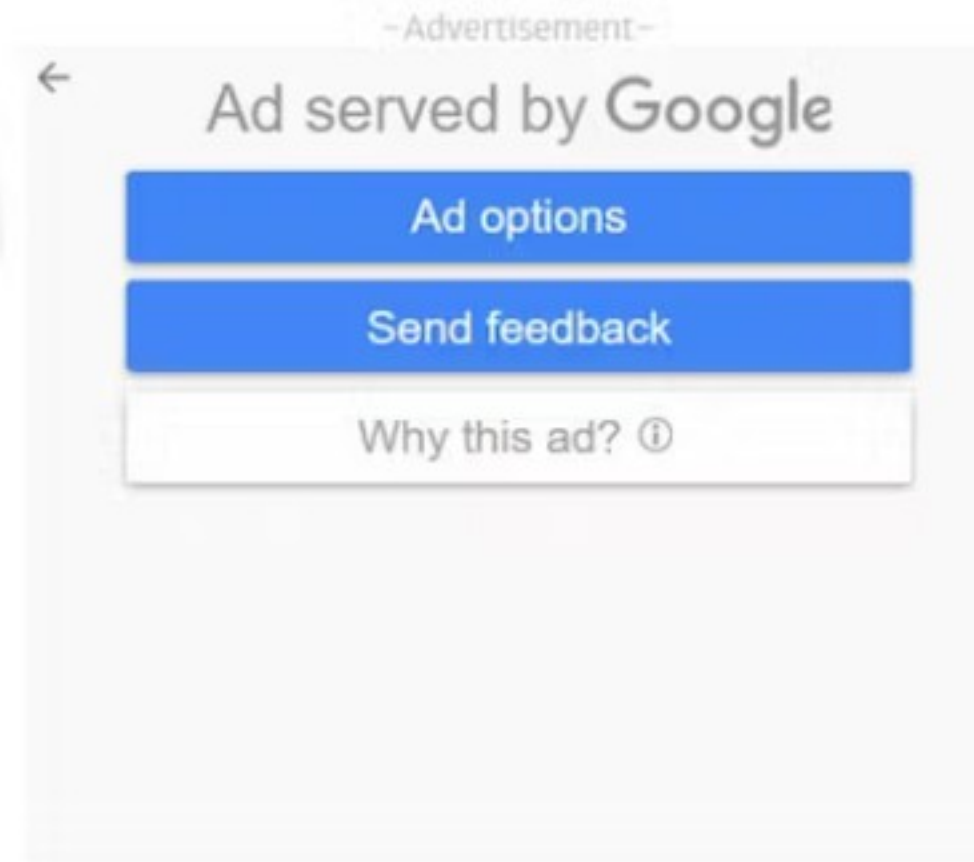 -Advertisement-
Ad served by Google
Ad options
Send feedback
Why this ad? ⓘ